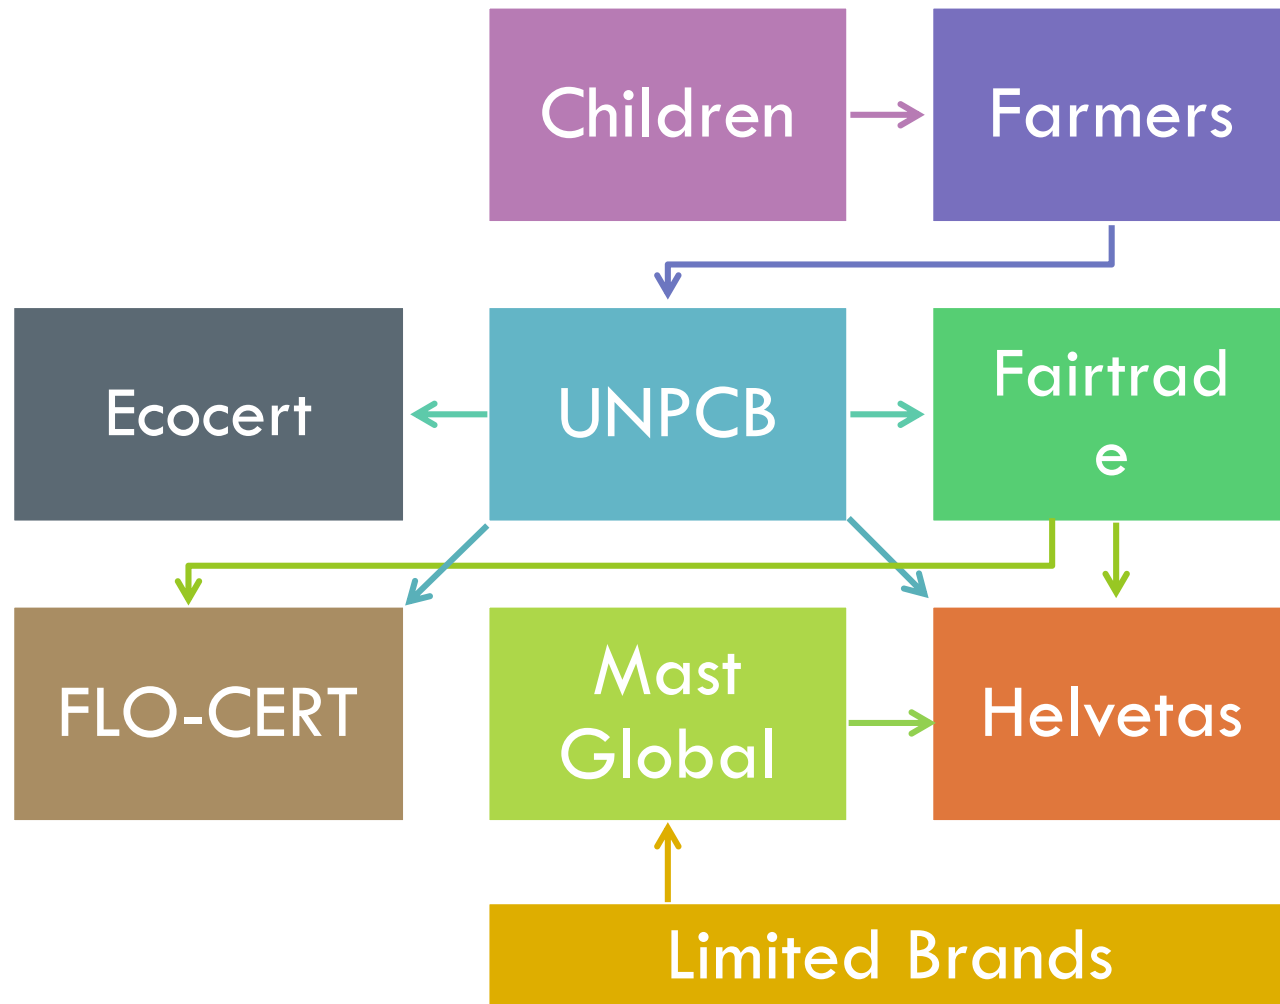 Children
Farmers
Ecocert
UNPCB
Fairtrad
e
FLO-CERT
Mast
Global
Helvetas
Limited Brands